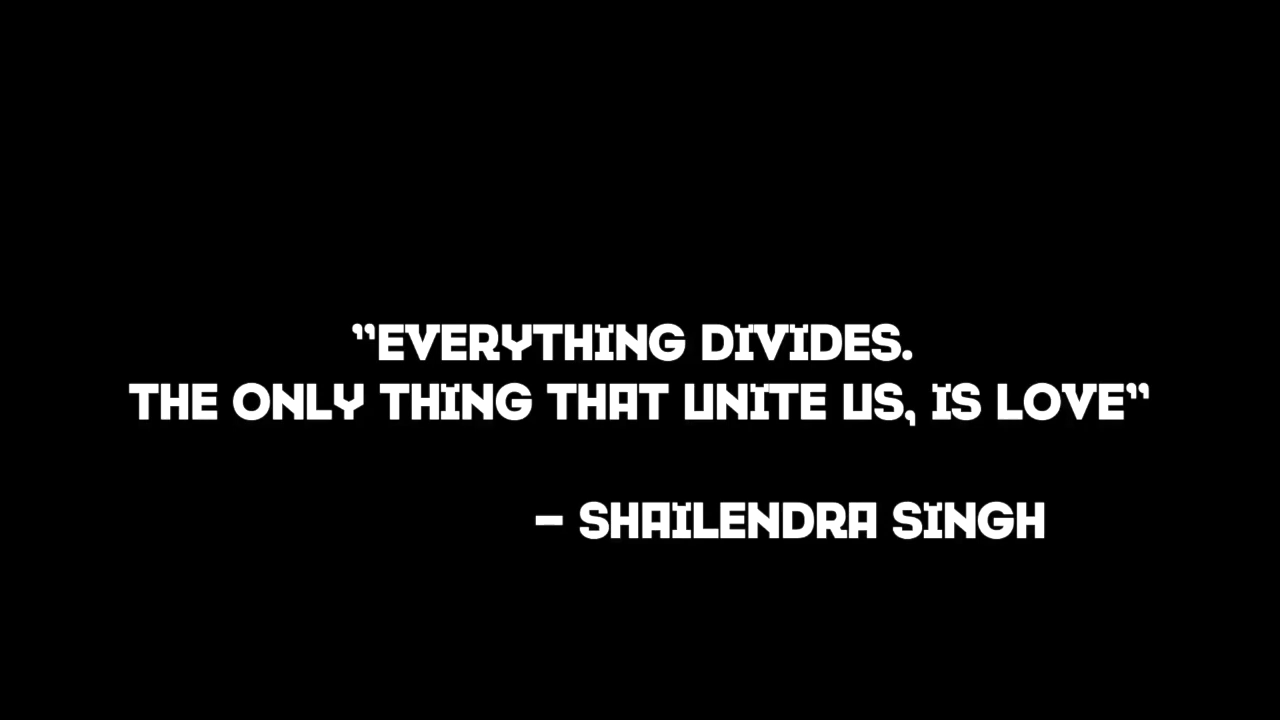 "EVERYTHING DIVIDES.
THE ONLY THING THAT UNITE US, IS LOVE"
- SHAILENDRA SINGH